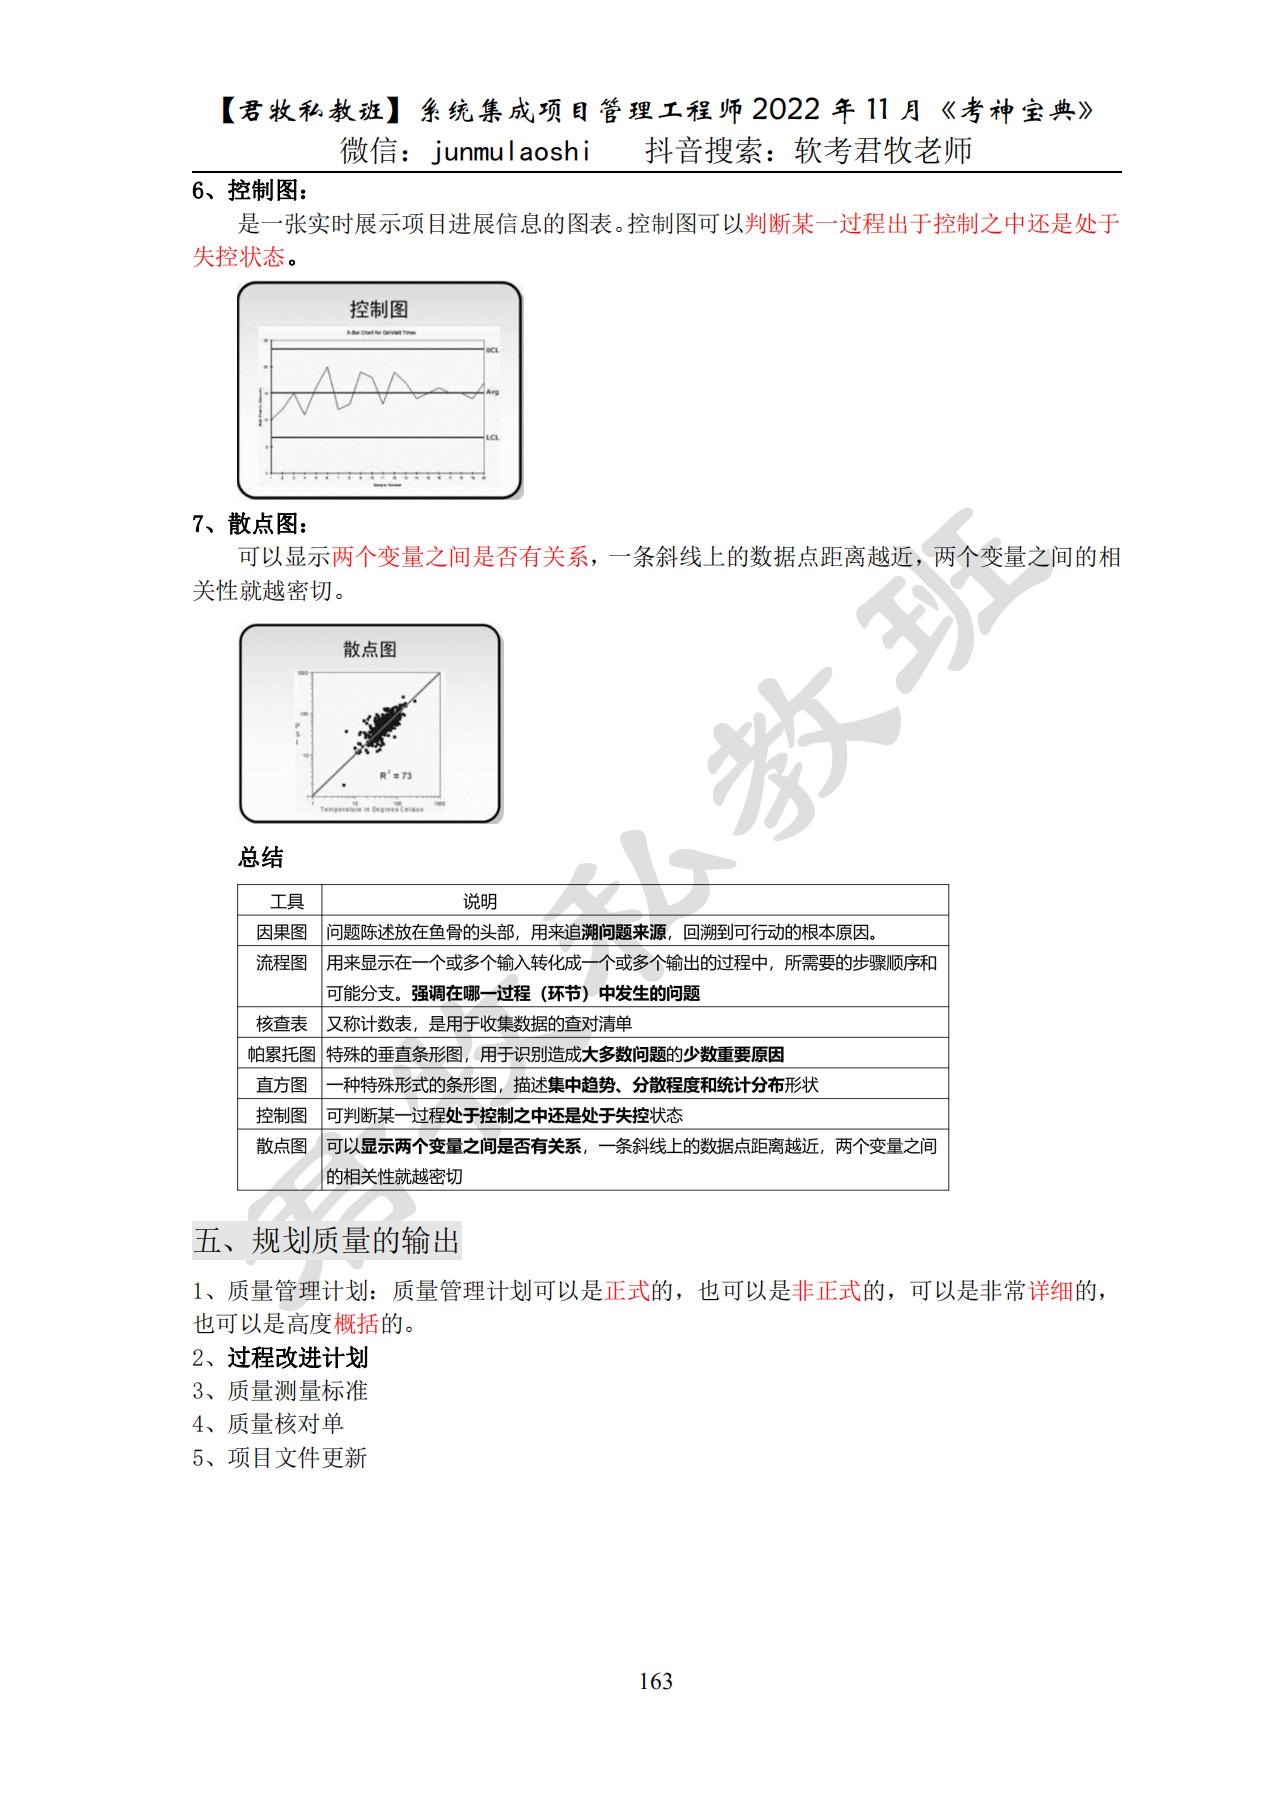 【君牧私教班】系统集成项目管理工程师 2022 年 11 月《考神宝典》
微信：junmulaoshi 抖音搜索：软考君牧老师
6、控制图：
是一张实时展示项目进展信息的图表。控制图可以判断某一过程出于控制之中还是处于
失控状态。
控制图
UCL
Avg
LCL
7、散点图：
可以显示两个变量之间是否有关系，一条斜线上的数据点距离越近，两个变量之间的相
关性就越密切。
散点图
1000
100
10
PSI
R² = 73
1 10 100 1000
Temperature in Degrees Celsius
总结
工具 说明
因果图 问题陈述放在鱼骨的头部，用来追溯问题来源，回溯到可行动的根本原因。
流程图 用来显示在一个或多个输入转化成一个或多个输出的过程中，所需要的步骤顺序和
可能分支。强调在哪一过程（环节）中发生的问题
核查表 又称计数表，是用于收集数据的查对清单
帕累托图 特殊的垂直条形图，用于识别造成大多数问题的少数重要原因
直方图 一种特殊形式的条形图，描述集中趋势、分散程度和统计分布形状
控制图 可判断某一过程处于控制之中还是处于失控状态
散点图 可以显示两个变量之间是否有关系，一条斜线上的数据点距离越近，两个变量之间
的相关性就越密切
五、规划质量的输出
1、质量管理计划：质量管理计划可以是正式的，也可以是非正式的，可以是非常详细的，
也可以是高度概括的。
2、过程改进计划
3、质量测量标准
4、质量核对单
5、项目文件更新
163
君牧私教班